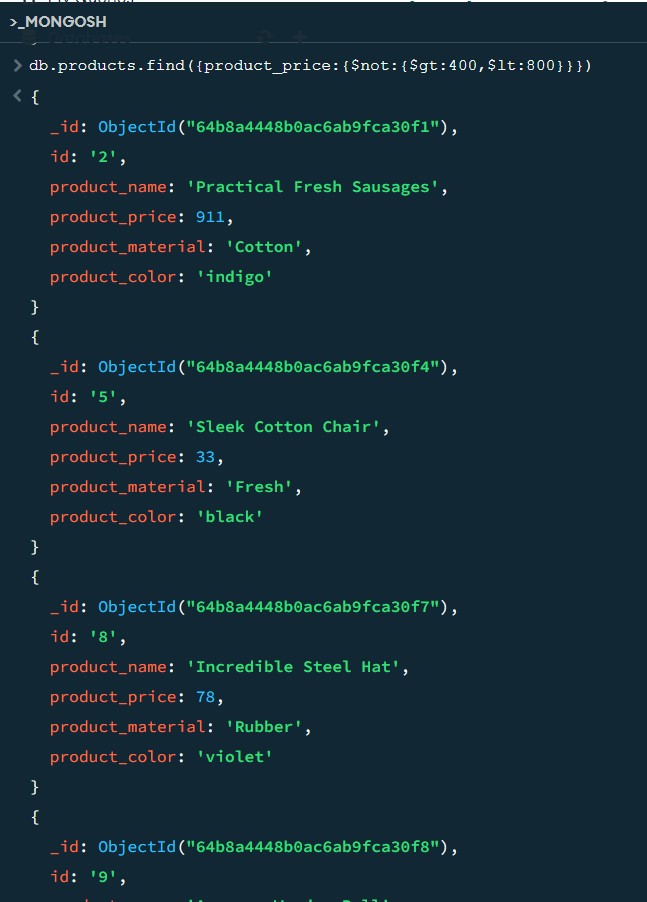 >_MONGOSH
> db.products.find({product_price:{$not:{$gt:400,$lt:800}}})
< {
_id: ObjectId("64b8a4448b0ac6ab9fca30f1"),
id: '2',
product_name: 'Practical Fresh Sausages',
product_price: 911,
product_material: 'Cotton',
product_color: 'indigo'
}
{
_id: ObjectId("64b8a4448b0ac6ab9fca30f4"),
id: '5',
product_name: 'Sleek Cotton Chair',
product_price: 33,
product_material: 'Fresh',
product_color: 'black'
}
{
_id: ObjectId("64b8a4448b0ac6ab9fca30f7"),
id: '8',
product_name: 'Incredible Steel Hat',
product_price: 78,
product_material: 'Rubber',
product_color: 'violet'
}
{
_id: ObjectId("64b8a4448b0ac6ab9fca30f8"),
id: '9',